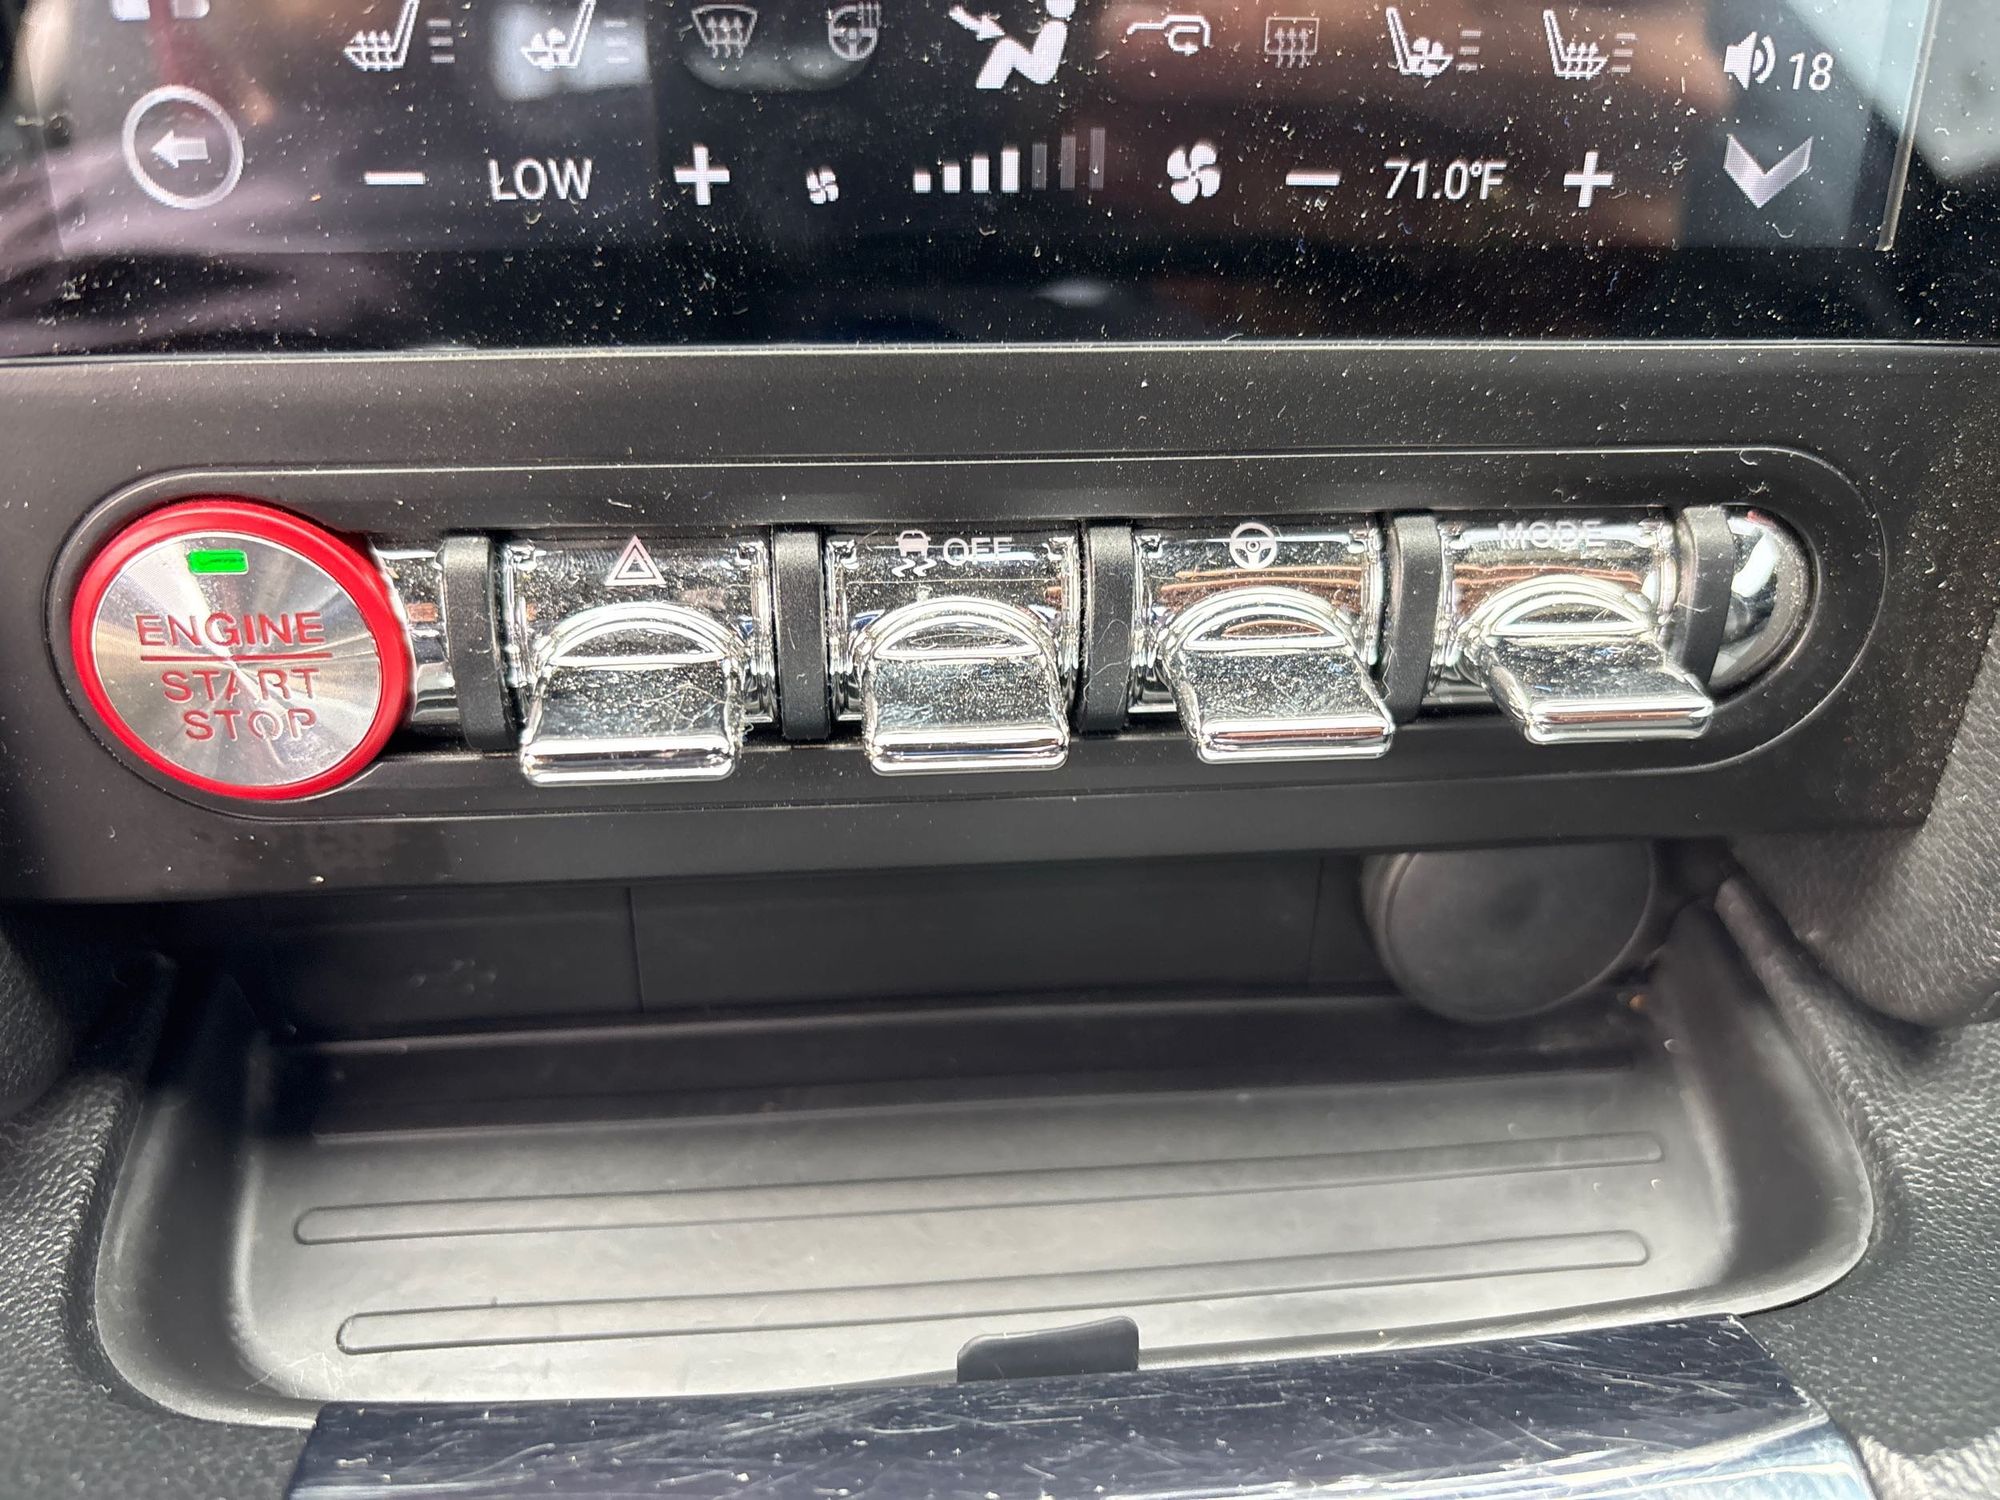 18
LOW 71.0°F
OFF MODE
ENGINE
START
STOP